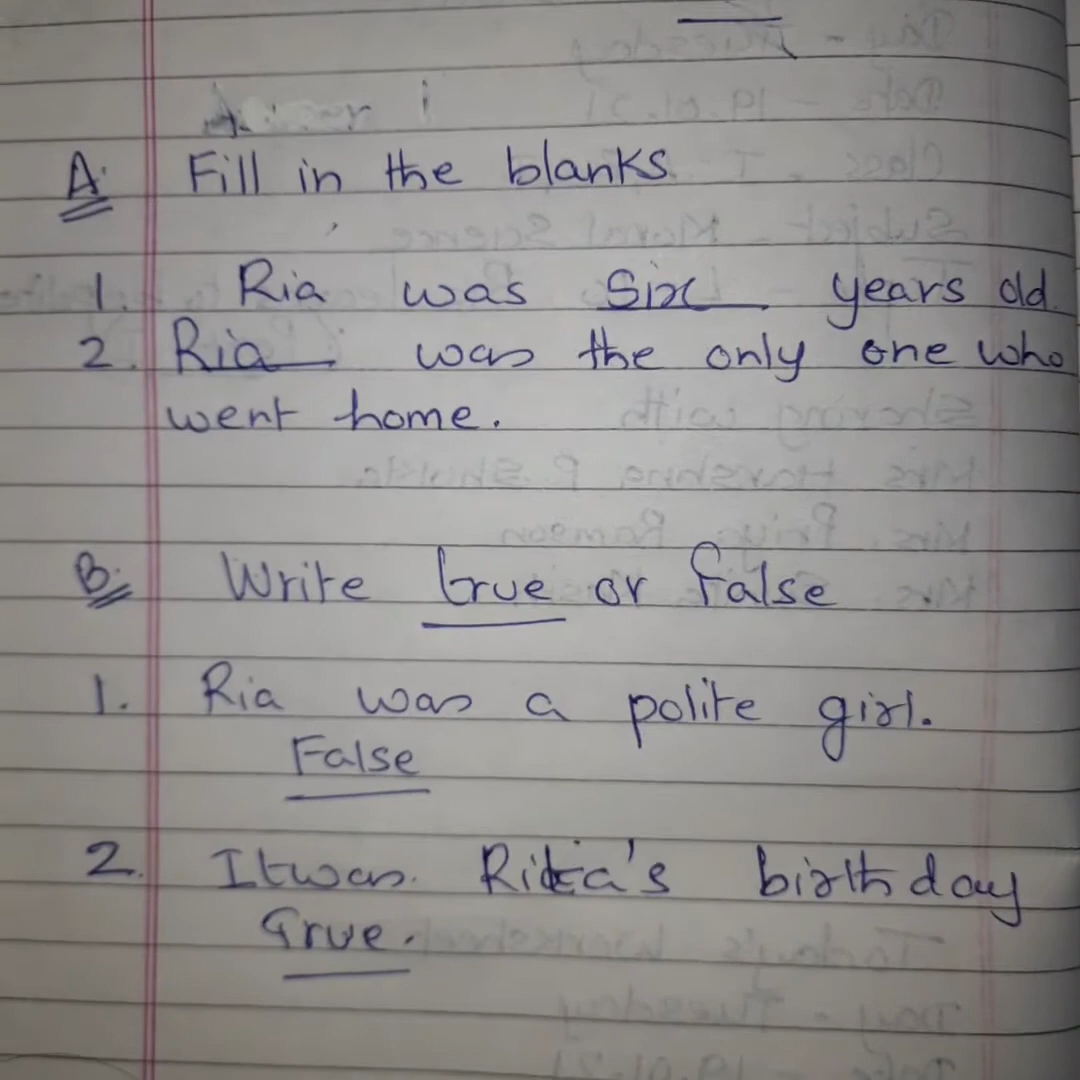 A. Fill in the blanks
1. Ria was Six years old.
2. Ria was the only one who
went home.
B. Write true or false
1. Ria was a polite girl.
False
2. It was birthday
True.